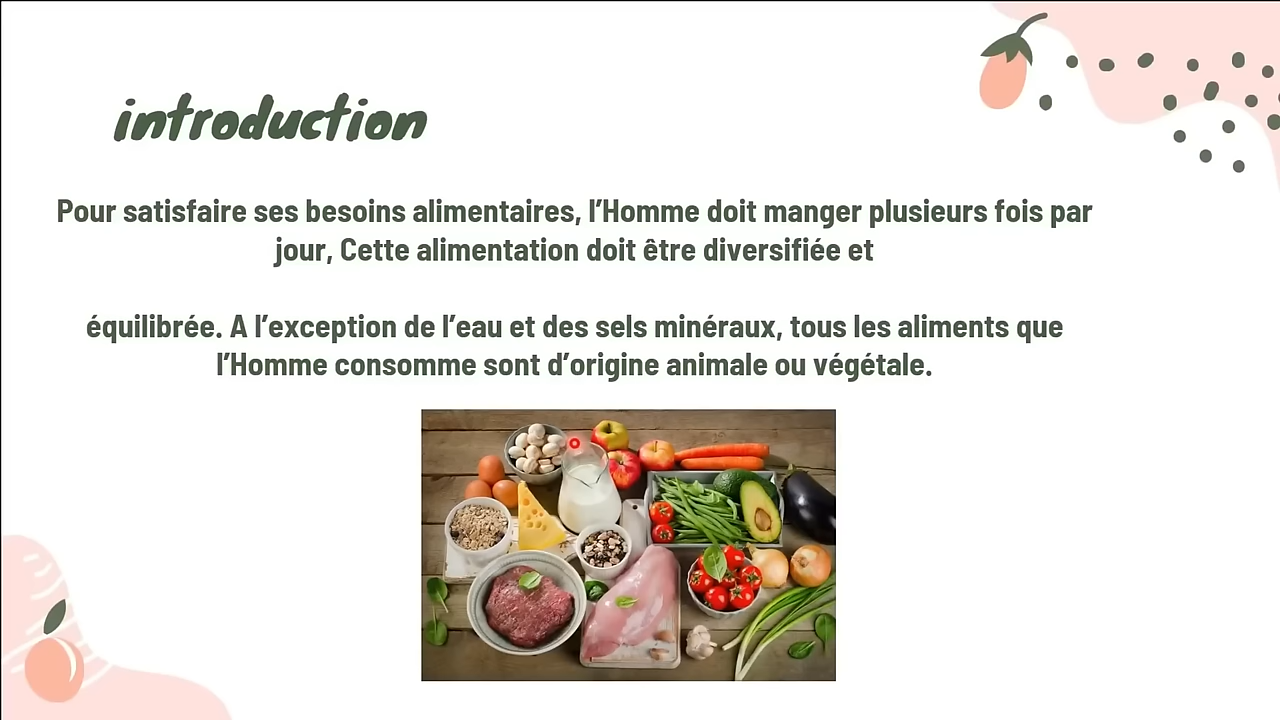 introduction
Pour satisfaire ses besoins alimentaires, l’Homme doit manger plusieurs fois par
jour, Cette alimentation doit être diversifiée et
équilibrée. A l’exception de l’eau et des sels minéraux, tous les aliments que
l’Homme consomme sont d’origine animale ou végétale.